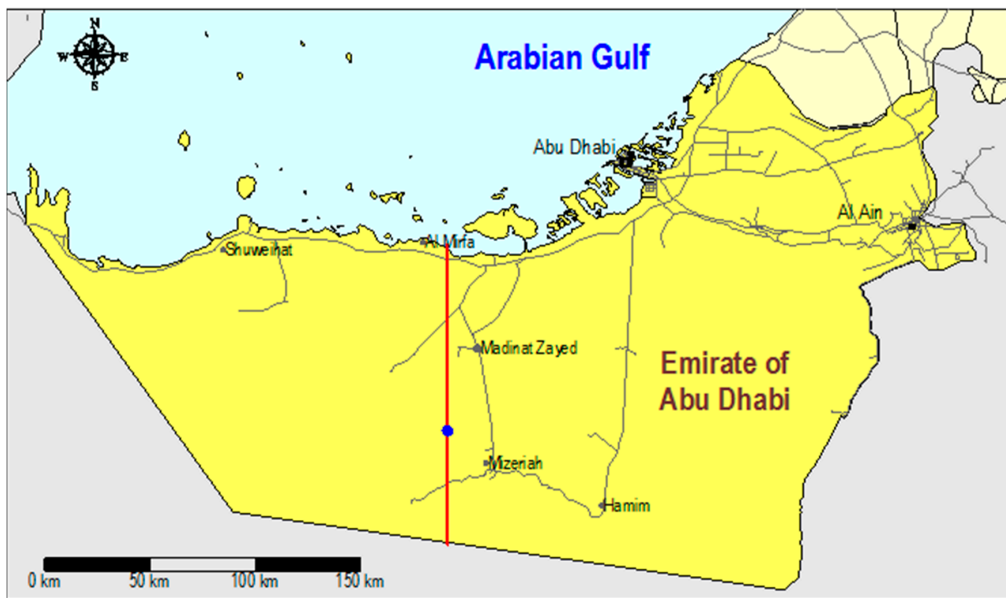 N
W E
S
Arabian Gulf
Abu Dhabi
Al Ain
Al Mirfa
Shuweihat
Madinat Zayed
Emirate of
Abu Dhabi
Mizeriah
Hamim
0 km 50 km 100 km 150 km